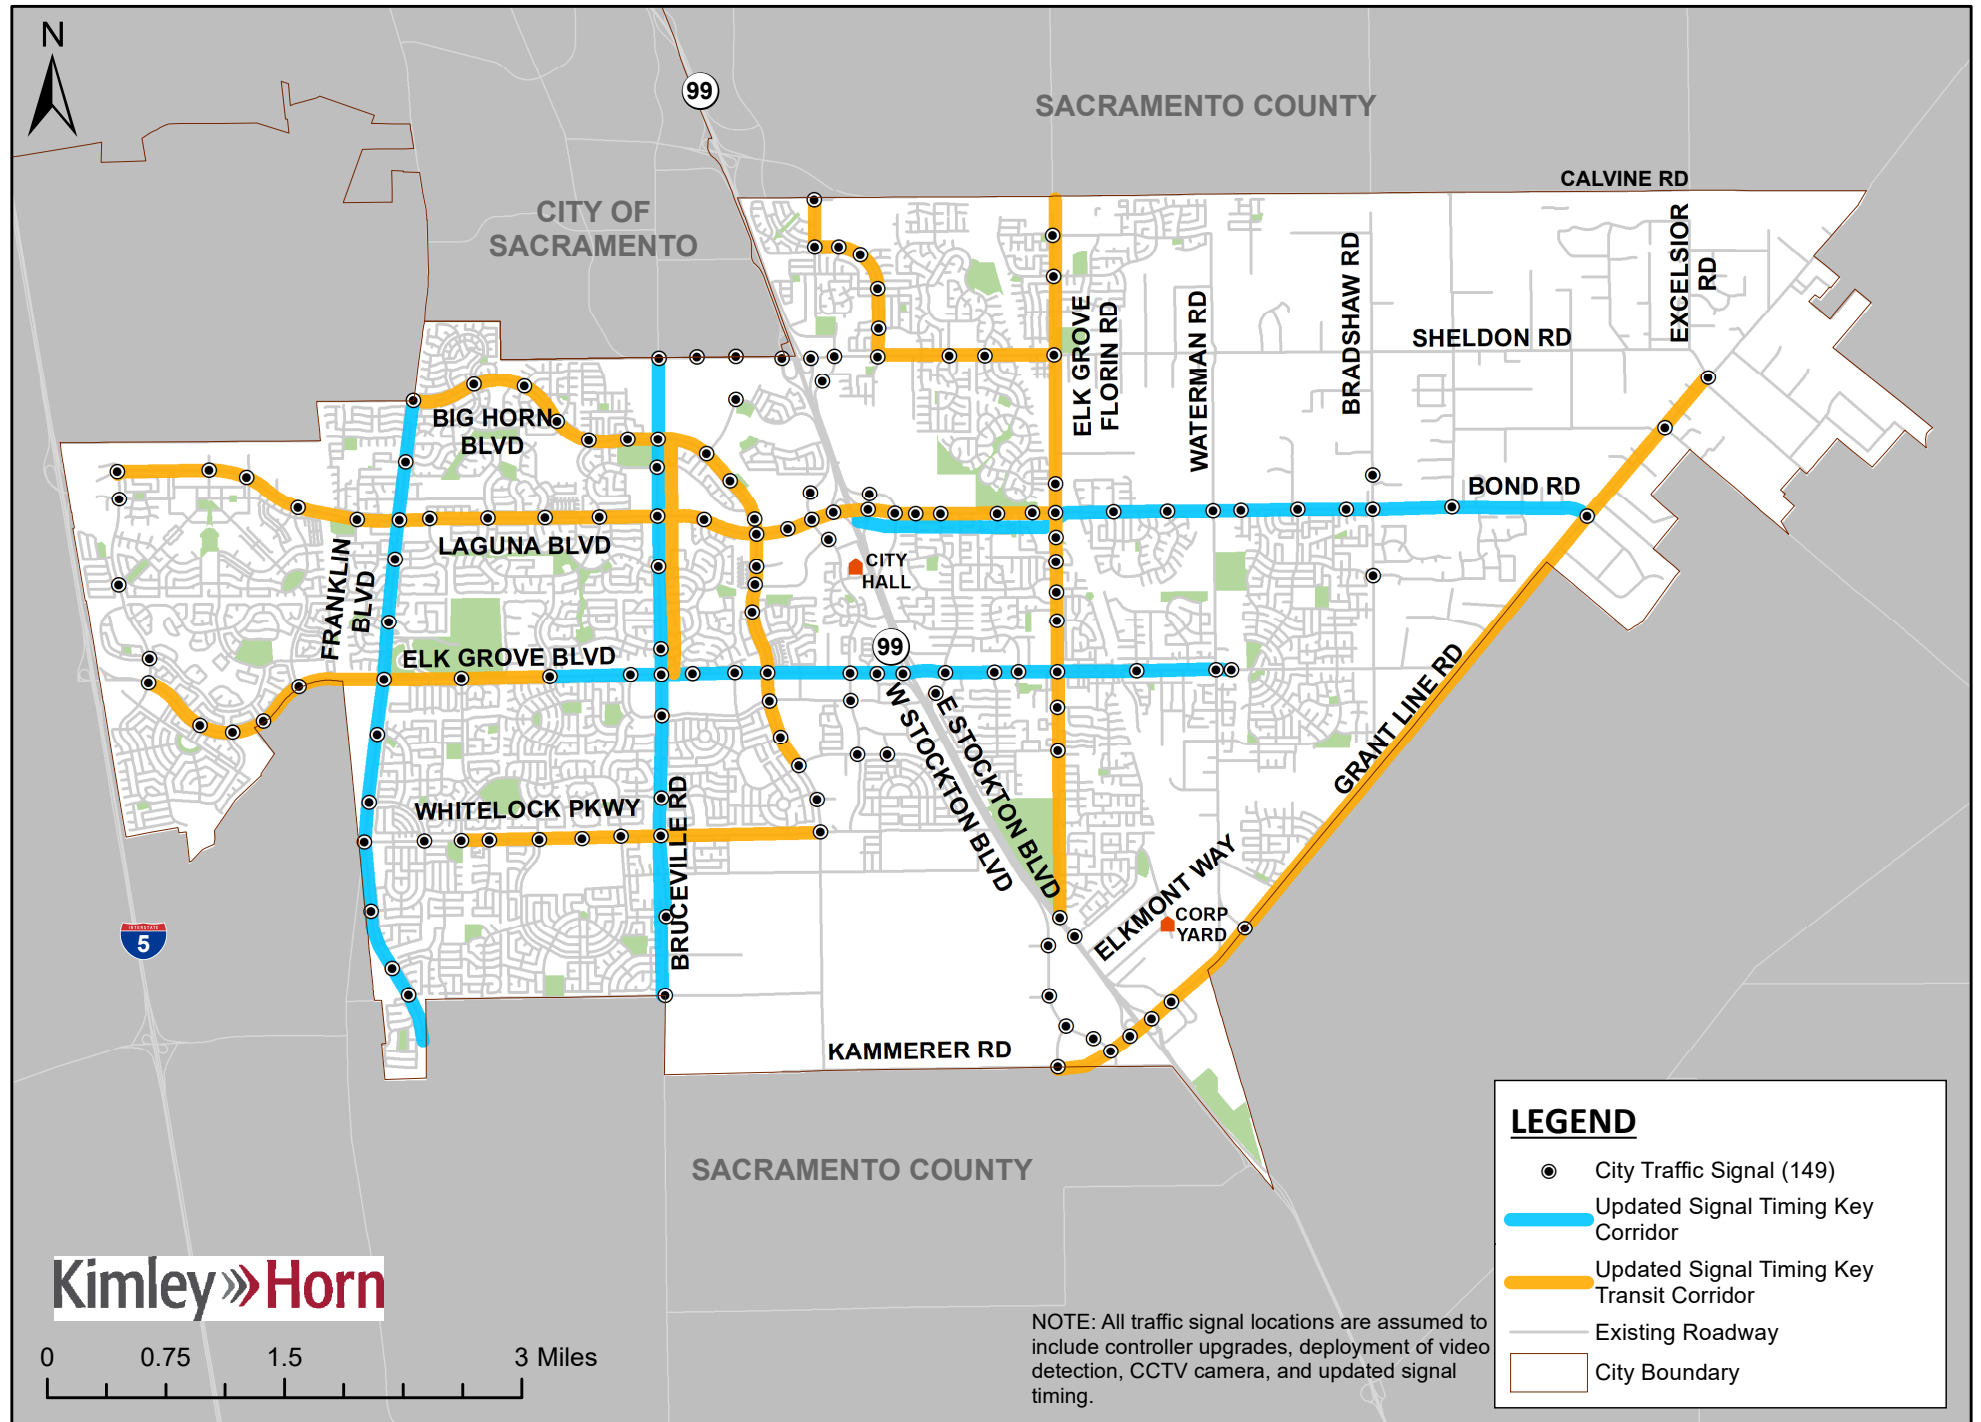 N
99
SACRAMENTO COUNTY
CALVINE RD
CITY OF
SACRAMENTO
EXCELSIOR
RD
BRADSHAW RD
ELK GROVE
FLORIN RD
WATERMAN RD
SHELDON RD
BIG HORN
BLVD
BOND RD
LAGUNA BLVD
FRANKLIN
BLVD
CITY
HALL
99
ELK GROVE BLVD
W STOCKTON BLVD
E STOCKTON BLVD
GRANT LINE RD
WHITELOCK PKWY
BRUCEVILLE RD
ELKMONT WAY
CORP
YARD
INTERSTATE
5
KAMMERER RD
SACRAMENTO COUNTY
LEGEND
City Traffic Signal (149)
Updated Signal Timing Key
Corridor
Updated Signal Timing Key
Transit Corridor
Existing Roadway
City Boundary
Kimley»Horn
0 0.75 1.5 3 Miles
NOTE: All traffic signal locations are assumed to
include controller upgrades, deployment of video
detection, CCTV camera, and updated signal
timing.